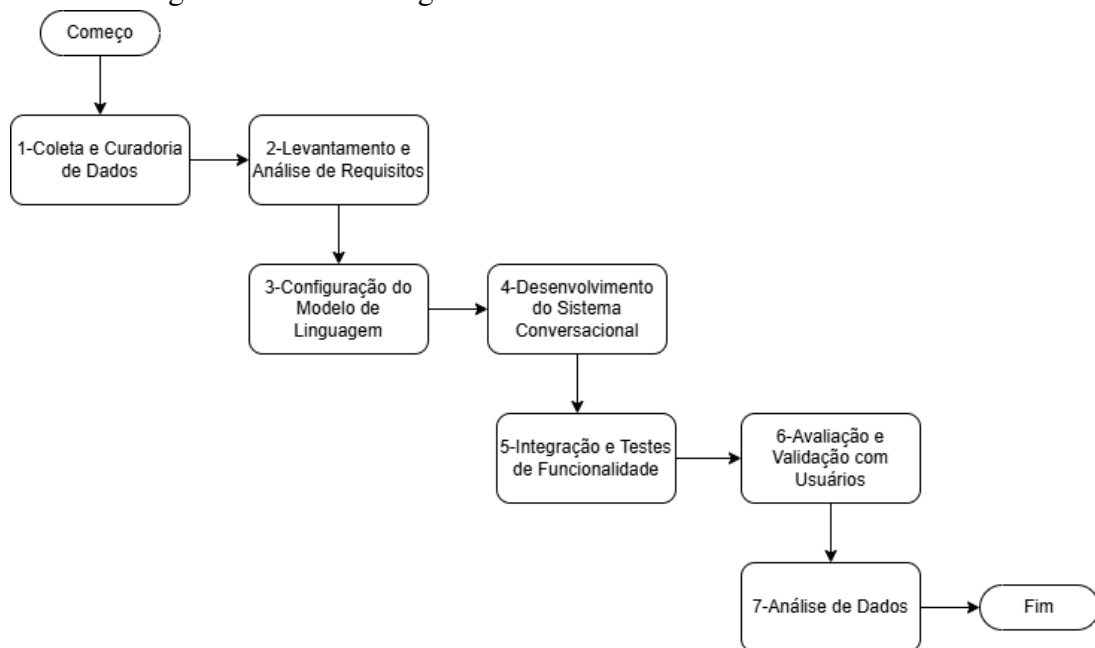 Começo
1-Coleta e Curadoria
de Dados
2-Levantamento e
Análise de Requisitos
3-Configuração do
Modelo de
Linguagem
4-Desenvolvimento
do Sistema
Conversacional
5-Integração e Testes
de Funcionalidade
6-Avaliação e
Validação com
Usuários
7-Análise de Dados
Fim